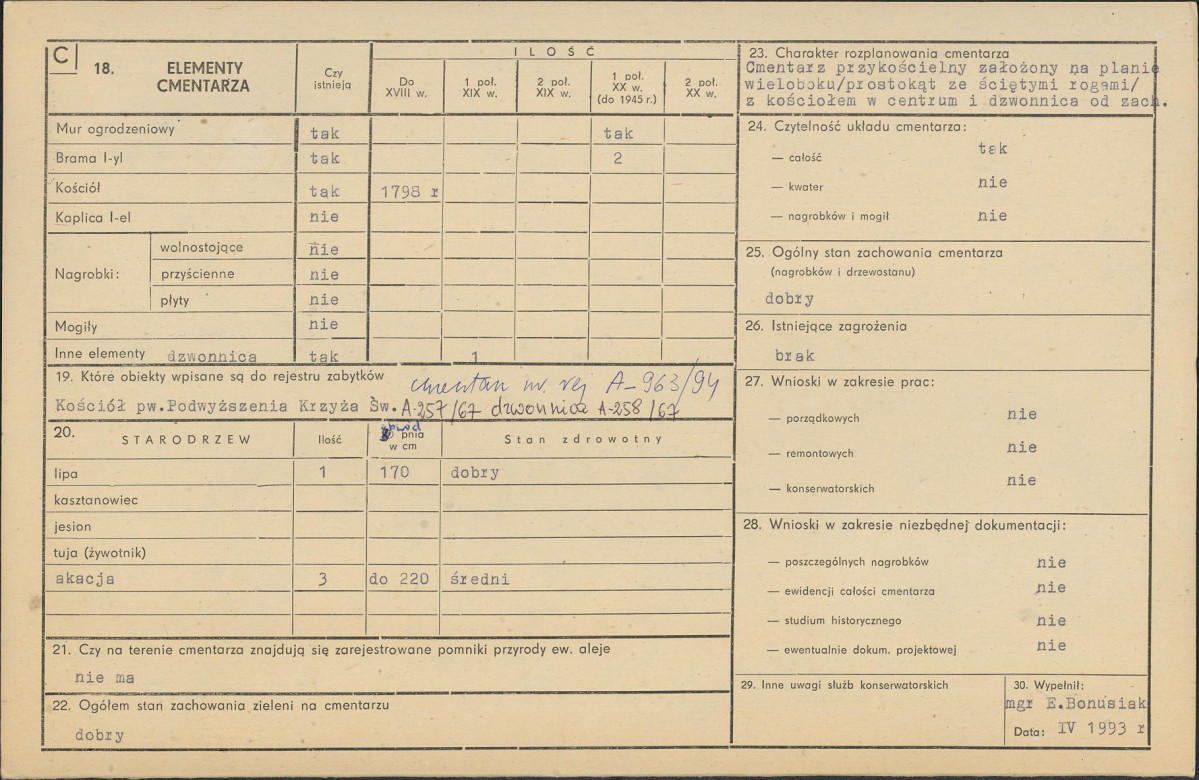 C
18. ELEMENTY CMENTARZA
Czy istnieją
ILOŚĆ
Do XVIII w.
1 poł. XIX w.
2 poł. XIX w.
1 poł. XX w. (do 1945 r.)
2 poł. XX w.
Mur ogrodzeniowy tak tak
Brama I-yl tak 2
Kościół tak 1798 r
Kaplica I-el nie
Nagrobki: wolnostojące nie
przyścienne nie
płyty nie
Mogiły nie
Inne elementy dzwonnica tak 1
19. Które obiekty wpisane są do rejestru zabytków cmentarz nr. rej A-963/94
Kościół pw.Podwyższenia Krzyża Św. A-257/67 dzwonnica A-258/67
20. STARODRZEW Ilość obwód pnia w cm Stan zdrowotny
lipa 1 170 dobry
kasztanowiec
jesion
tuja (żywotnik)
akacja 3 do 220 średni
21. Czy na terenie cmentarza znajdują się zarejestrowane pomniki przyrody ew. aleje
nie ma
22. Ogółem stan zachowania zieleni na cmentarzu
dobry
23. Charakter rozplanowania cmentarza
Cmentarz przykościelny założony na planie
wieloboku/prostokąt ze ściętymi rogami/
z kościołem w centrum i dzwonnica od zach.
24. Czytelność układu cmentarza:
— całość tak
— kwater nie
— nagrobków i mogił nie
25. Ogólny stan zachowania cmentarza
(nagrobków i drzewostanu)
dobry
26. Istniejące zagrożenia
brak
27. Wnioski w zakresie prac:
— porządkowych nie
— remontowych nie
— konserwatorskich nie
28. Wnioski w zakresie niezbędnej dokumentacji:
— poszczególnych nagrobków nie
— ewidencji całości cmentarza nie
— studium historycznego nie
— ewentualnie dokum. projektowej nie
29. Inne uwagi służb konserwatorskich
30. Wypełnił:
mgr E.Bonusiak
Data: IV 1993 r